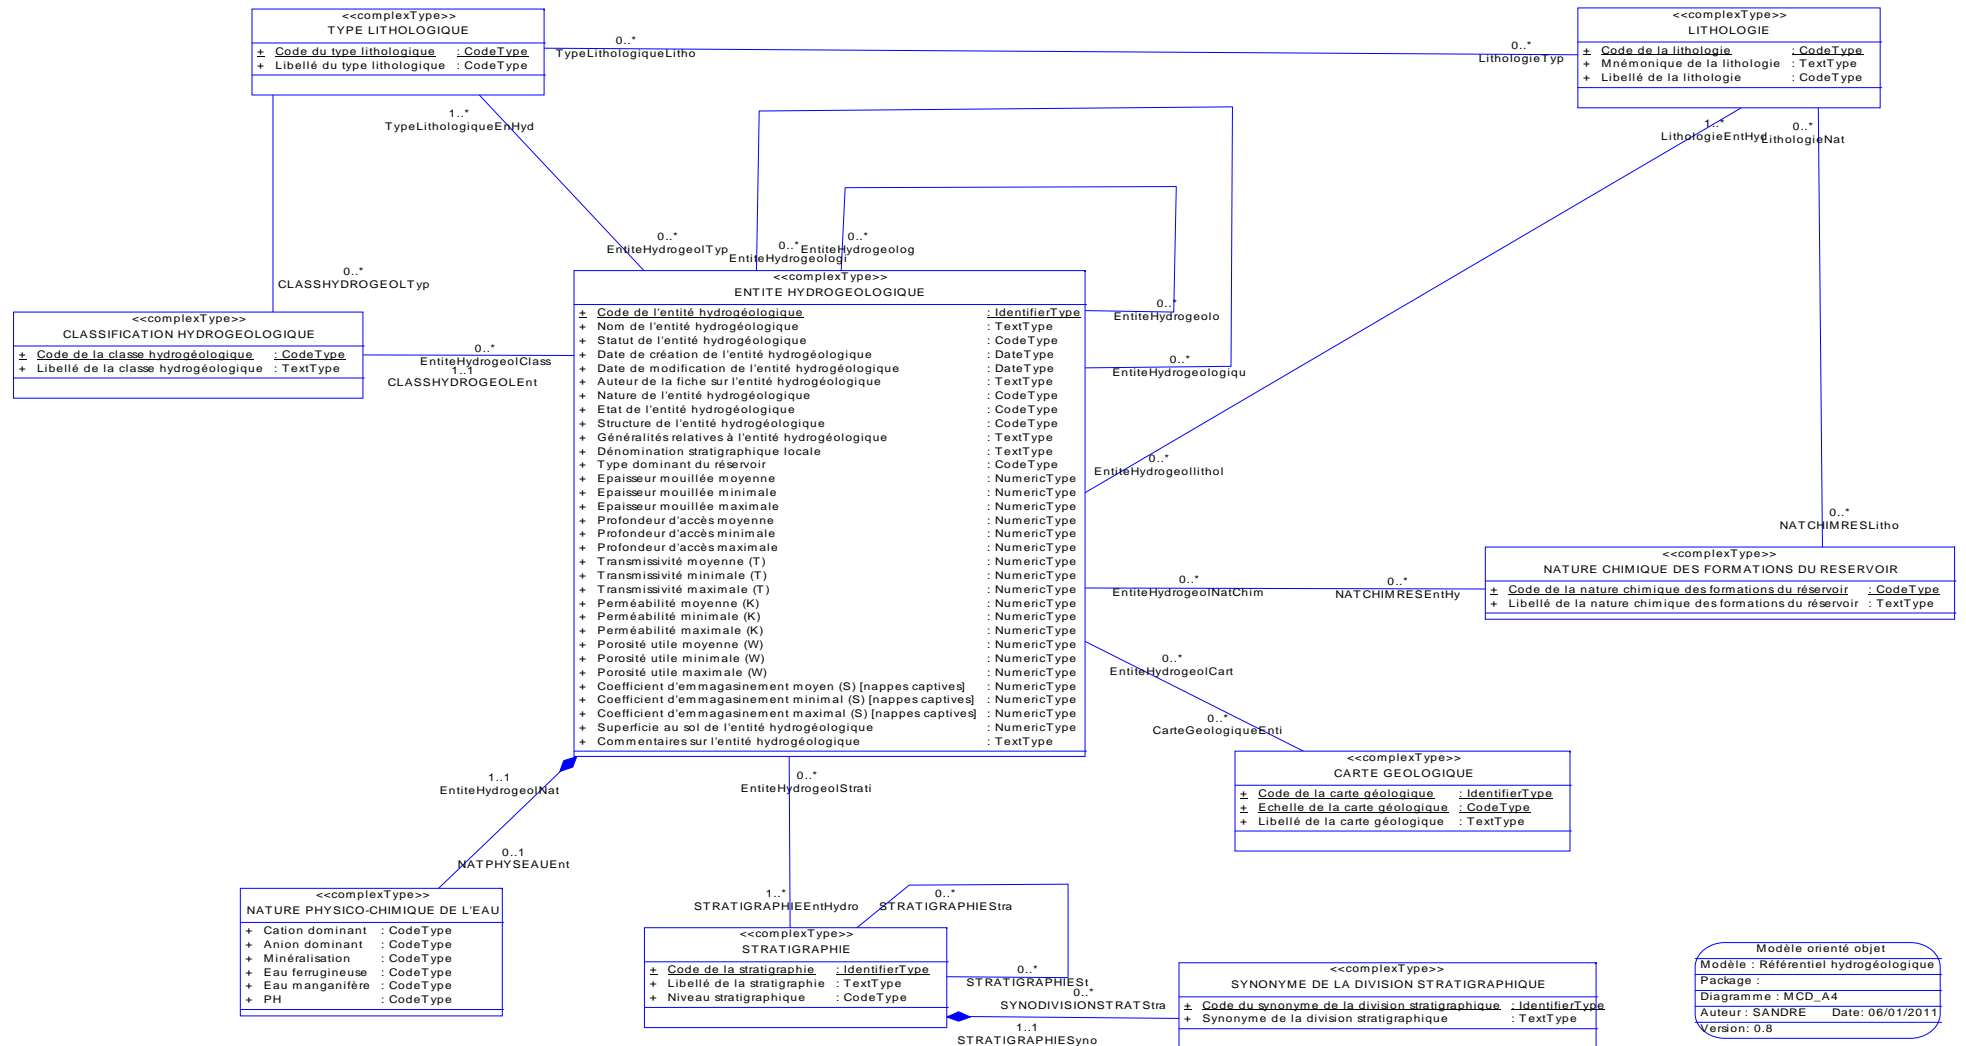 <<complexType>>
TYPE LITHOLOGIQUE
+ Code du type lithologique : CodeType
+ Libellé du type lithologique : CodeType
0..*
TypeLithologiqueLitho
0..*
LithologieTyp
<<complexType>>
LITHOLOGIE
+ Code de la lithologie : CodeType
+ Mnémonique de la lithologie : TextType
+ Libellé de la lithologie : CodeType
1..*
TypeLithologiqueEnHyd
1..*
LithologieEntHyd
0..*
LithologieNat
0..*
EntiteHydrogeolTyp
0..*
EntiteHydrogeologi
0..*
EntiteHydrogeolog
0..*
CLASSHYDROGEOLTyp
<<complexType>>
CLASSIFICATION HYDROGEOLOGIQUE
+ Code de la classe hydrogéologique : CodeType
+ Libellé de la classe hydrogéologique : TextType
0..*
EntiteHydrogeolClass
1..1
CLASSHYDROGEOLEnt
<<complexType>>
ENTITE HYDROGEOLOGIQUE
+ Code de l'entité hydrogéologique : IdentifierType
+ Nom de l'entité hydrogéologique : TextType
+ Statut de l'entité hydrogéologique : CodeType
+ Date de création de l'entité hydrogéologique : DateType
+ Date de modification de l'entité hydrogéologique : DateType
+ Auteur de la fiche sur l'entité hydrogéologique : TextType
+ Nature de l'entité hydrogéologique : CodeType
+ Etat de l'entité hydrogéologique : CodeType
+ Structure de l'entité hydrogéologique : CodeType
+ Généralités relatives à l'entité hydrogéologique : TextType
+ Dénomination stratigraphique locale : TextType
+ Type dominant du réservoir : CodeType
+ Epaisseur mouillée moyenne : NumericType
+ Epaisseur mouillée minimale : NumericType
+ Epaisseur mouillée maximale : NumericType
+ Profondeur d'accès moyenne : NumericType
+ Profondeur d'accès minimale : NumericType
+ Profondeur d'accès maximale : NumericType
+ Transmissivité moyenne (T) : NumericType
+ Transmissivité minimale (T) : NumericType
+ Transmissivité maximale (T) : NumericType
+ Perméabilité moyenne (K) : NumericType
+ Perméabilité minimale (K) : NumericType
+ Perméabilité maximale (K) : NumericType
+ Porosité utile moyenne (W) : NumericType
+ Porosité utile minimale (W) : NumericType
+ Porosité utile maximale (W) : NumericType
+ Coefficient d'emmagasinement moyen (S) [nappes captives] : NumericType
+ Coefficient d'emmagasinement minimal (S) [nappes captives] : NumericType
+ Coefficient d'emmagasinement maximal (S) [nappes captives] : NumericType
+ Superficie au sol de l'entité hydrogéologique : NumericType
+ Commentaires sur l'entité hydrogéologique : TextType
0..*
EntiteHydrogeolo
0..*
EntiteHydrogeologiqu
0..*
EntiteHydrogeollithol
0..*
NATCHIMRESLitho
0..*
EntiteHydrogeolNatChim
0..*
NATCHIMRESEntHy
<<complexType>>
NATURE CHIMIQUE DES FORMATIONS DU RESERVOIR
+ Code de la nature chimique des formations du réservoir : CodeType
+ Libellé de la nature chimique des formations du réservoir : TextType
0..*
EntiteHydrogeolCart
0..*
CarteGeologiqueEnti
<<complexType>>
CARTE GEOLOGIQUE
+ Code de la carte géologique : IdentifierType
+ Echelle de la carte géologique : CodeType
+ Libellé de la carte géologique : TextType
1..1
EntiteHydrogeolNat
0..1
NATPHYSEAUEnt
<<complexType>>
NATURE PHYSICO-CHIMIQUE DE L'EAU
+ Cation dominant : CodeType
+ Anion dominant : CodeType
+ Minéralisation : CodeType
+ Eau ferrugineuse : CodeType
+ Eau manganifère : CodeType
+ PH : CodeType
0..*
EntiteHydrogeolStrati
1..*
STRATIGRAPHIEEntHydro
0..*
STRATIGRAPHIEStra
<<complexType>>
STRATIGRAPHIE
+ Code de la stratigraphie : IdentifierType
+ Libellé de la stratigraphie : TextType
+ Niveau stratigraphique : CodeType
0..*
STRATIGRAPHIESt
0..*
SYNODIVISIONSTRATStra
1..1
STRATIGRAPHIESyno
<<complexType>>
SYNONYME DE LA DIVISION STRATIGRAPHIQUE
+ Code du synonyme de la division stratigraphique : IdentifierType
+ Synonyme de la division stratigraphique : TextType
Modèle orienté objet
Modèle : Référentiel hydrogéologique
Package :
Diagramme : MCD_A4
Auteur : SANDRE Date: 06/01/2011
Version: 0.8